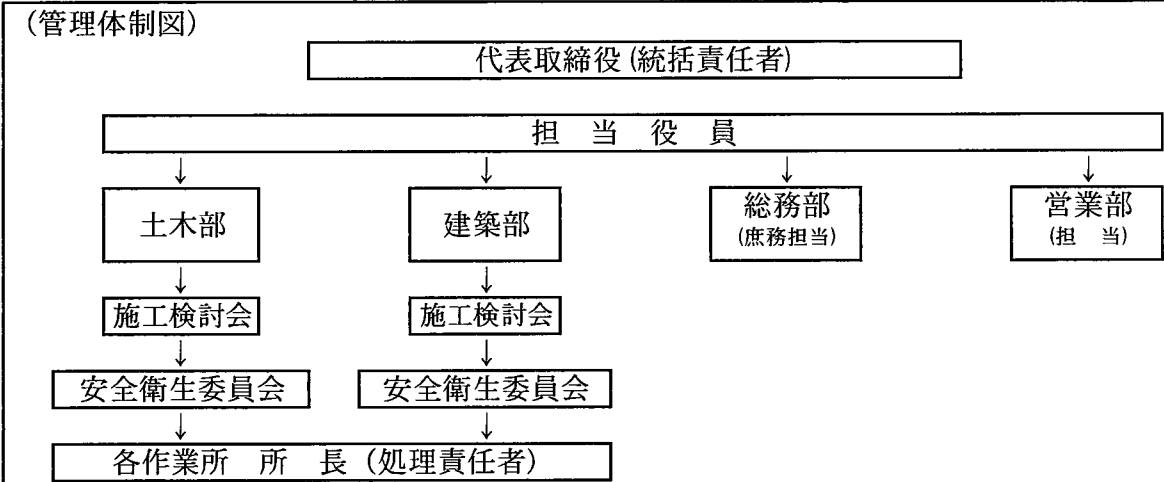 (管理体制図)
代表取締役(統括責任者)
担 当 役 員
↓ ↓ ↓ ↓
土木部 建築部 総務部 営業部
(庶務担当) (担 当)
↓ ↓
施工検討会 施工検討会
↓ ↓
安全衛生委員会 安全衛生委員会
↓ ↓
各作業所 所 長(処理責任者)